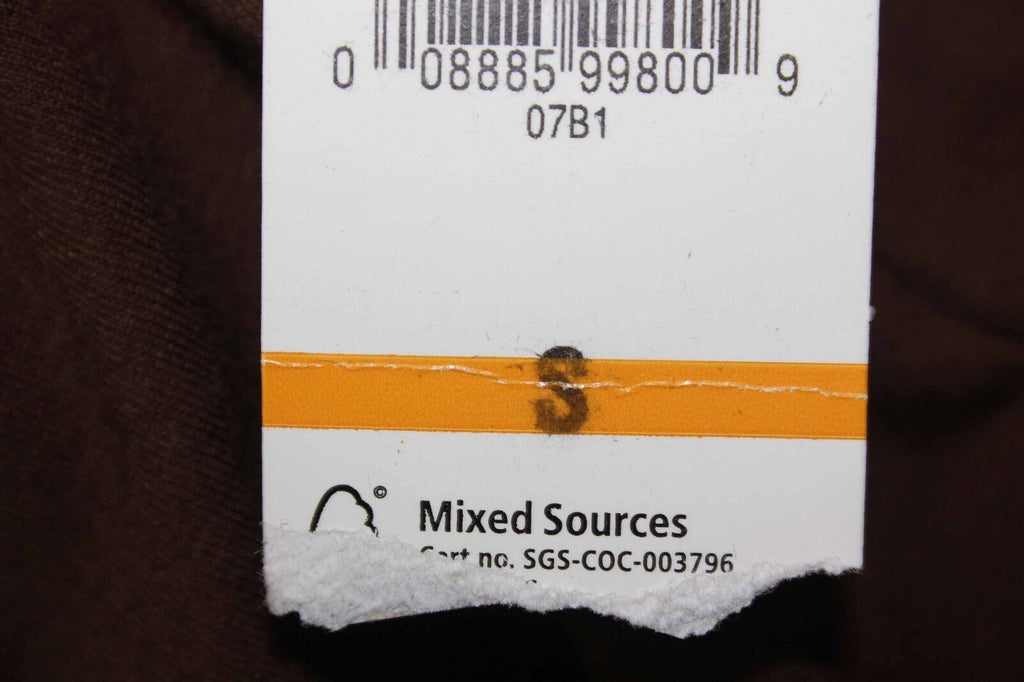 0 08885 99800 9
07B1
S
©
Mixed Sources
Cert no. SGS-COC-003796